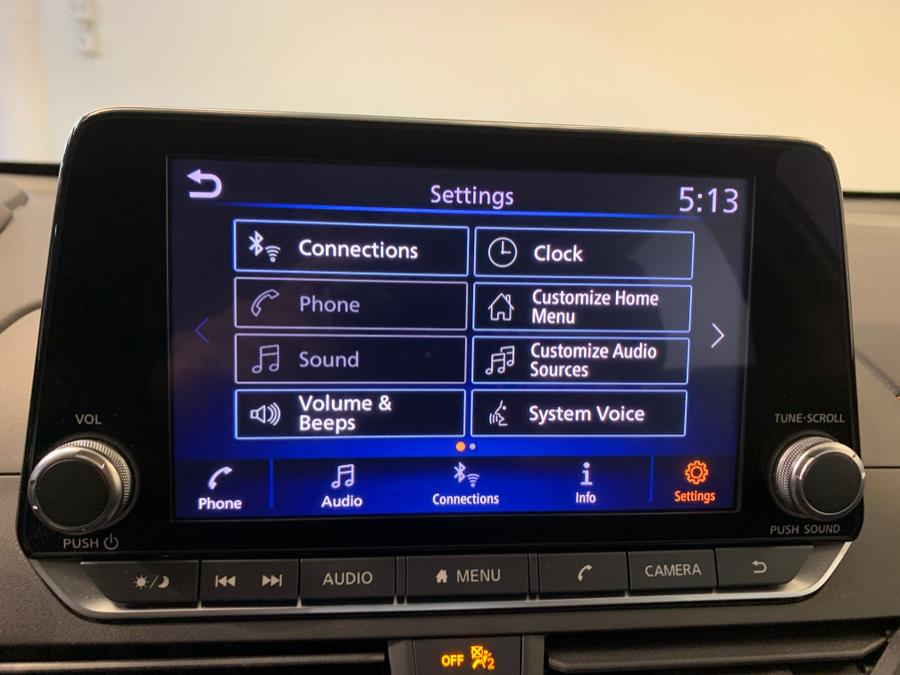 Settings
5:13
Connections
Clock
Phone
Customize Home
Menu
Sound
Customize Audio
Sources
Volume &
Beeps
System Voice
Phone
Audio
Connections
Info
Settings
VOL
PUSH
TUNE·SCROLL
PUSH SOUND
AUDIO
MENU
CAMERA
OFF
2